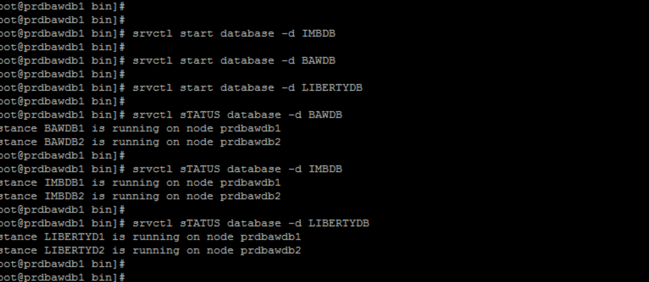 oot@prdbawdb1 bin]#
oot@prdbawdb1 bin]#
oot@prdbawdb1 bin]# srvctl start database -d IMBDB
oot@prdbawdb1 bin]#
oot@prdbawdb1 bin]# srvctl start database -d BAWDB
oot@prdbawdb1 bin]#
oot@prdbawdb1 bin]# srvctl start database -d LIBERTYDB
oot@prdbawdb1 bin]#
oot@prdbawdb1 bin]# srvctl sTATUS database -d BAWDB
stance BAWDB1 is running on node prdbawdb1
stance BAWDB2 is running on node prdbawdb2
oot@prdbawdb1 bin]#
oot@prdbawdb1 bin]# srvctl sTATUS database -d IMBDB
stance IMBDB1 is running on node prdbawdb1
stance IMBDB2 is running on node prdbawdb2
oot@prdbawdb1 bin]#
oot@prdbawdb1 bin]# srvctl sTATUS database -d LIBERTYDB
stance LIBERTYD1 is running on node prdbawdb1
stance LIBERTYD2 is running on node prdbawdb2
oot@prdbawdb1 bin]#
oot@prdbawdb1 bin]#